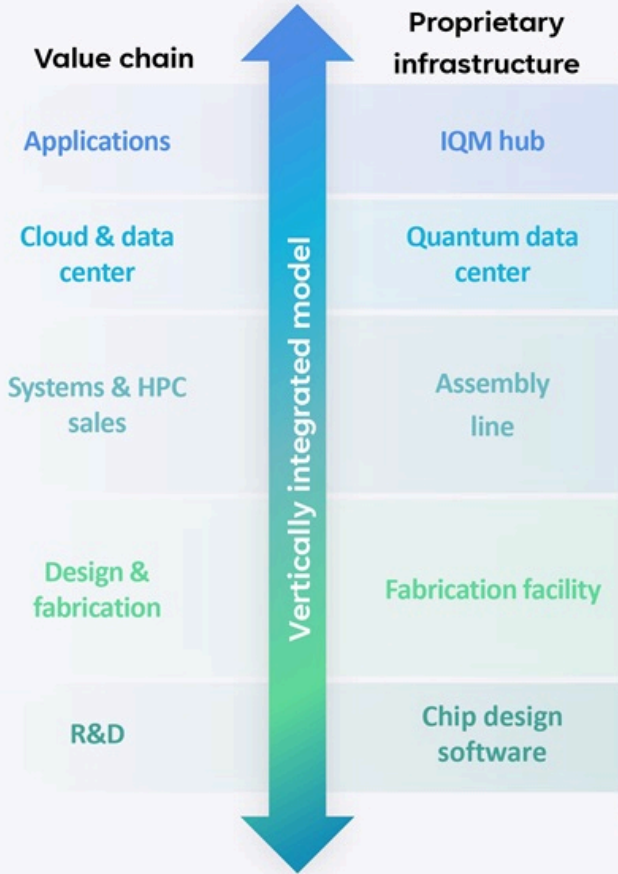 Value chain
Proprietary
infrastructure
Applications
IQM hub
Cloud & data
center
Quantum data
center
Vertically integrated model
Systems & HPC
sales
Assembly
line
Design &
fabrication
Fabrication facility
R&D
Chip design
software